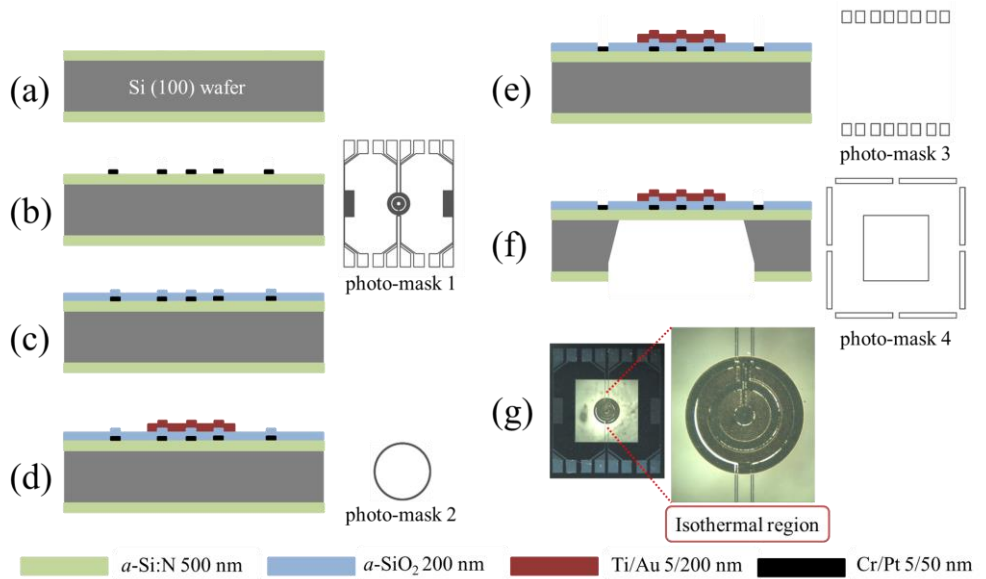 (a)
Si (100) wafer
(b)
photo-mask 1
(c)
(d)
photo-mask 2
(e)
photo-mask 3
(f)
photo-mask 4
(g)
Isothermal region
a-Si:N 500 nm
a-SiO₂ 200 nm
Ti/Au 5/200 nm
Cr/Pt 5/50 nm